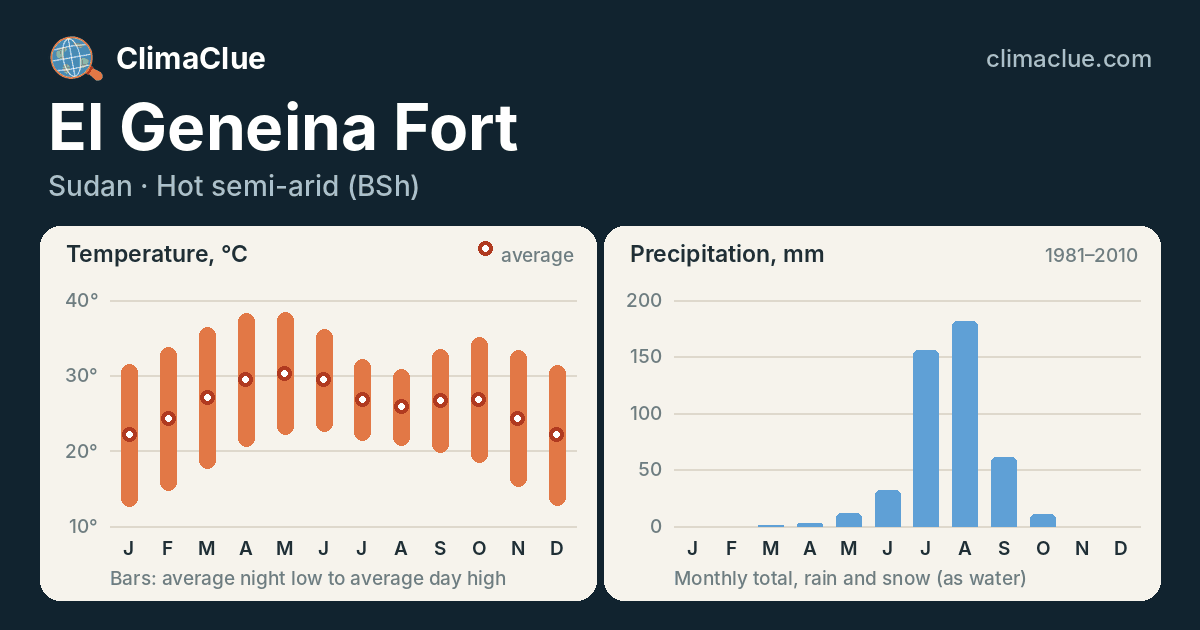 ClimaClue
climaclue.com
El Geneina Fort
Sudan · Hot semi-arid (BSh)
Temperature, °C
average
40°
30°
20°
10°
J F M A M J J A S O N D
Bars: average night low to average day high
Precipitation, mm
1981–2010
200
150
100
50
0
J F M A M J J A S O N D
Monthly total, rain and snow (as water)